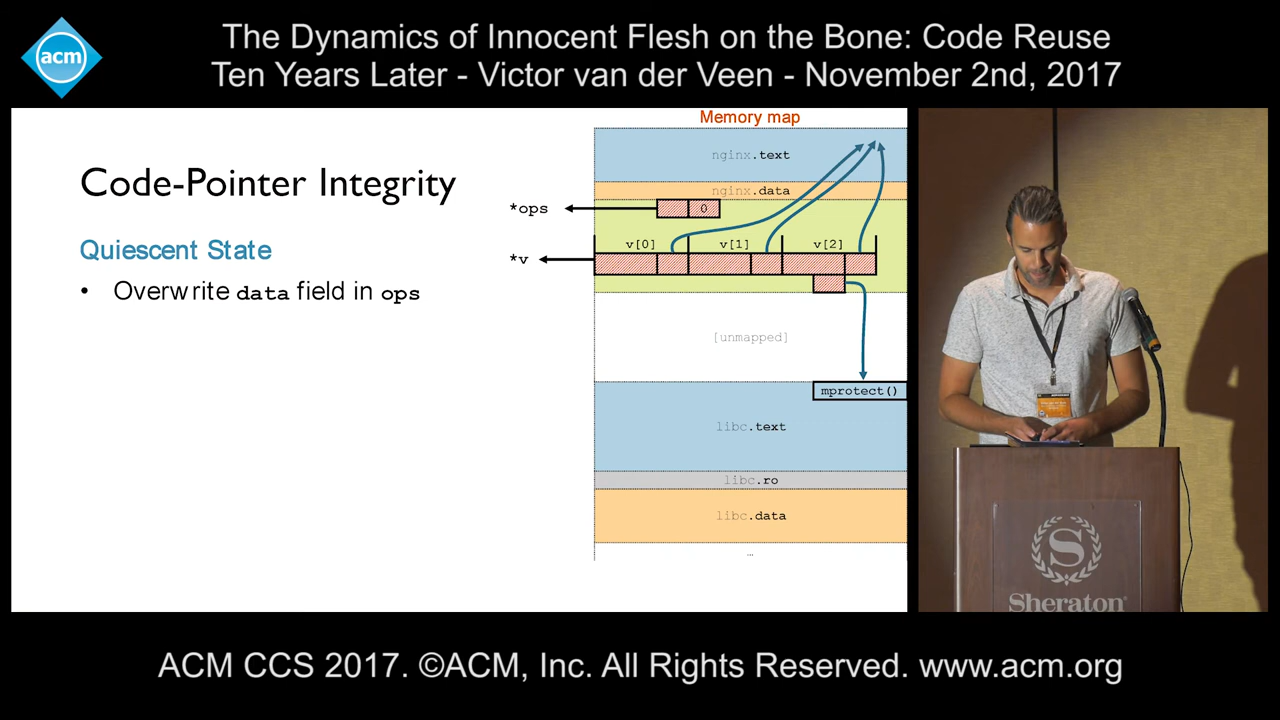 acm
The Dynamics of Innocent Flesh on the Bone: Code Reuse
Ten Years Later - Victor van der Veen - November 2nd, 2017
Code-Pointer Integrity
Quiescent State
• Overwrite data field in ops
Memory map
nginx.text
nginx.data
*ops
0
v[0] v[1] v[2]
*v
[unmapped]
mprotect()
libc.text
libc.ro
libc.data
…
S
Sheraton®
ACM CCS 2017. ©ACM, Inc. All Rights Reserved. www.acm.org